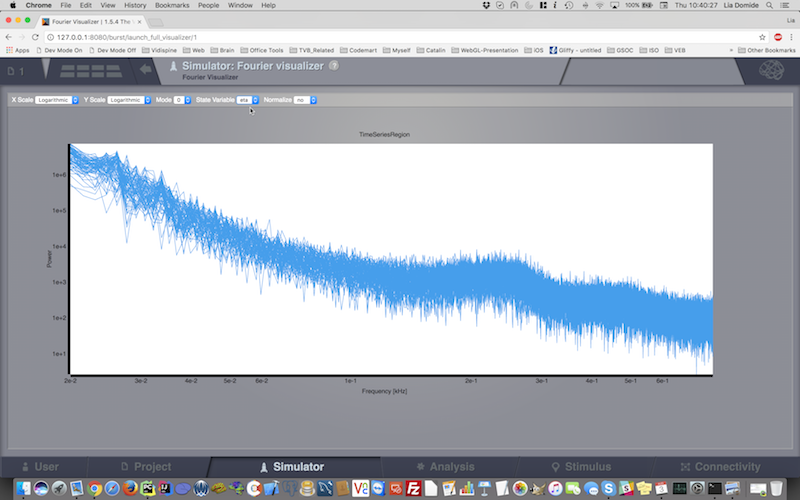 Chrome File Edit View History Bookmarks People Window Help 100% Thu 10:40:27 Lia Domide
Fourier Visualizer | 1.5.4 The Lia
127.0.0.1:8080/burst/launch_full_visualizer/1
Apps Dev Mode On Dev Mode Off Vidispine Web Brain Office Tools TVB_Related Codemart Myself Catalin WebGL-Presentation iOS Gliffy - untitled GSOC ISO VEB » Other Bookmarks
1 Simulator: Fourier visualizer ?
Fourier Visualizer
X Scale Logarithmic Y Scale Logarithmic Mode 0 State Variable eta Normalize no
TimeSeriesRegion
1e+6
1e+5
1e+4
Power
1e+3
1e+2
1e+1
2e-2 3e-2 4e-2 5e-2 6e-2 1e-1 2e-1 3e-1 4e-1 5e-1 6e-1
Frequency [kHz]
User Project Simulator Analysis Stimulus Connectivity